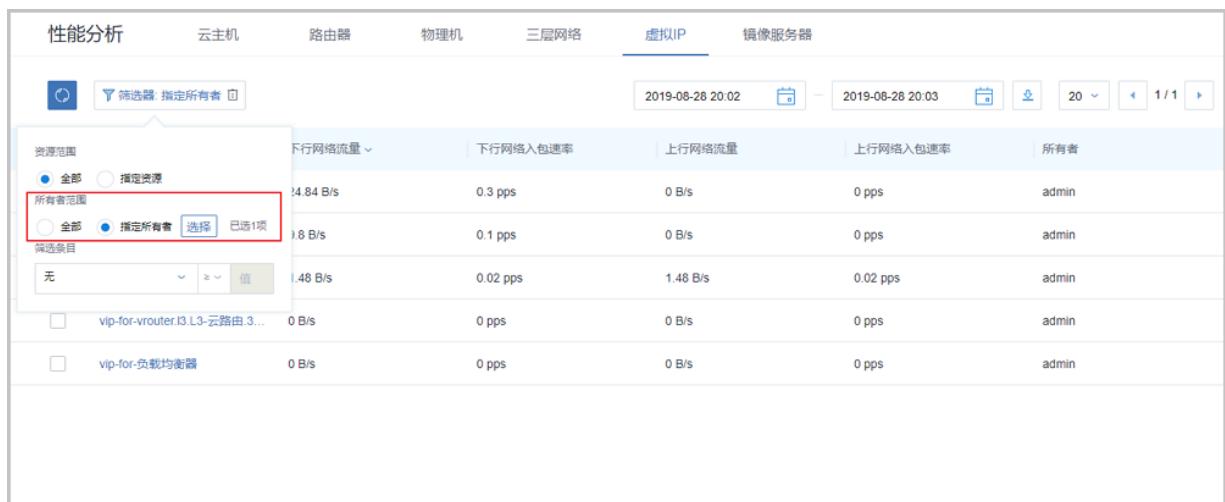 性能分析 云主机 路由器 物理机 三层网络 虚拟IP 镜像服务器
筛选器: 指定所有者 2019-08-28 20:02 – 2019-08-28 20:03 20 1 / 1
资源范围 下行网络流量 下行网络入包速率 上行网络流量 上行网络入包速率 所有者
全部 指定资源
24.84 B/s 0.3 pps 0 B/s 0 pps admin
所有者范围
全部 指定所有者 选择 已选1项
9.8 B/s 0.1 pps 0 B/s 0 pps admin
筛选条目
无 ≥ 值 1.48 B/s 0.02 pps 1.48 B/s 0.02 pps admin
vip-for-vrouter.l3.L3-云路由.3... 0 B/s 0 pps 0 B/s 0 pps admin
vip-for-负载均衡器 0 B/s 0 pps 0 B/s 0 pps admin